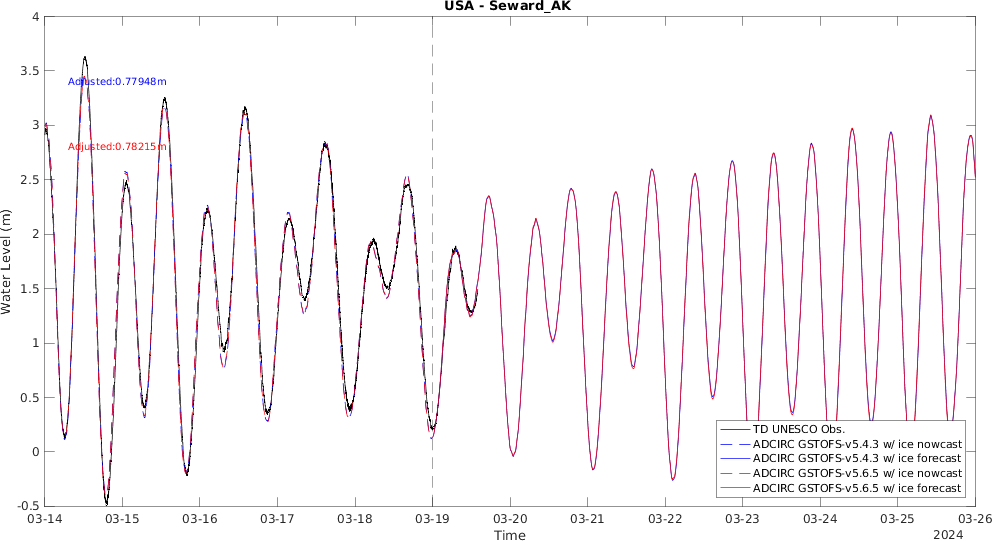 USA - Seward_AK
4
3.5
3
2.5
2
1.5
1
0.5
0
-0.5
Water Level (m)
Adjusted:0.77948m
Adjusted:0.78215m
TD UNESCO Obs.
ADCIRC GSTOFS-v5.4.3 w/ ice nowcast
ADCIRC GSTOFS-v5.4.3 w/ ice forecast
ADCIRC GSTOFS-v5.6.5 w/ ice nowcast
ADCIRC GSTOFS-v5.6.5 w/ ice forecast
03-14 03-15 03-16 03-17 03-18 03-19 03-20 03-21 03-22 03-23 03-24 03-25 03-26
Time
2024